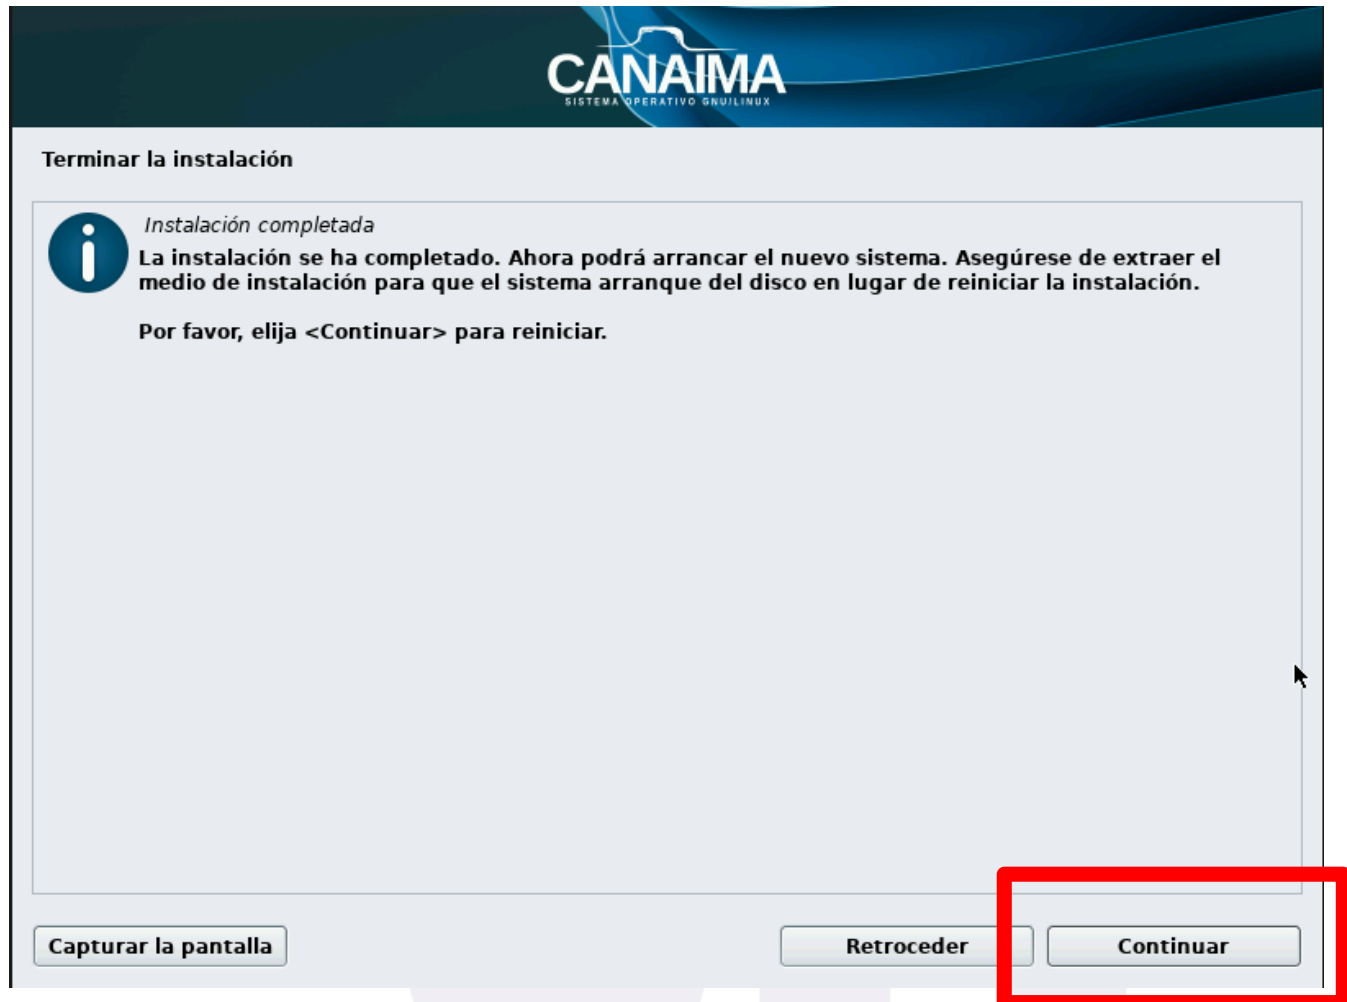 CANAIMA
SISTEMA OPERATIVO GNU/LINUX
Terminar la instalación
Instalación completada
La instalación se ha completado. Ahora podrá arrancar el nuevo sistema. Asegúrese de extraer el
medio de instalación para que el sistema arranque del disco en lugar de reiniciar la instalación.
Por favor, elija <Continuar> para reiniciar.
Capturar la pantalla
Retroceder
Continuar